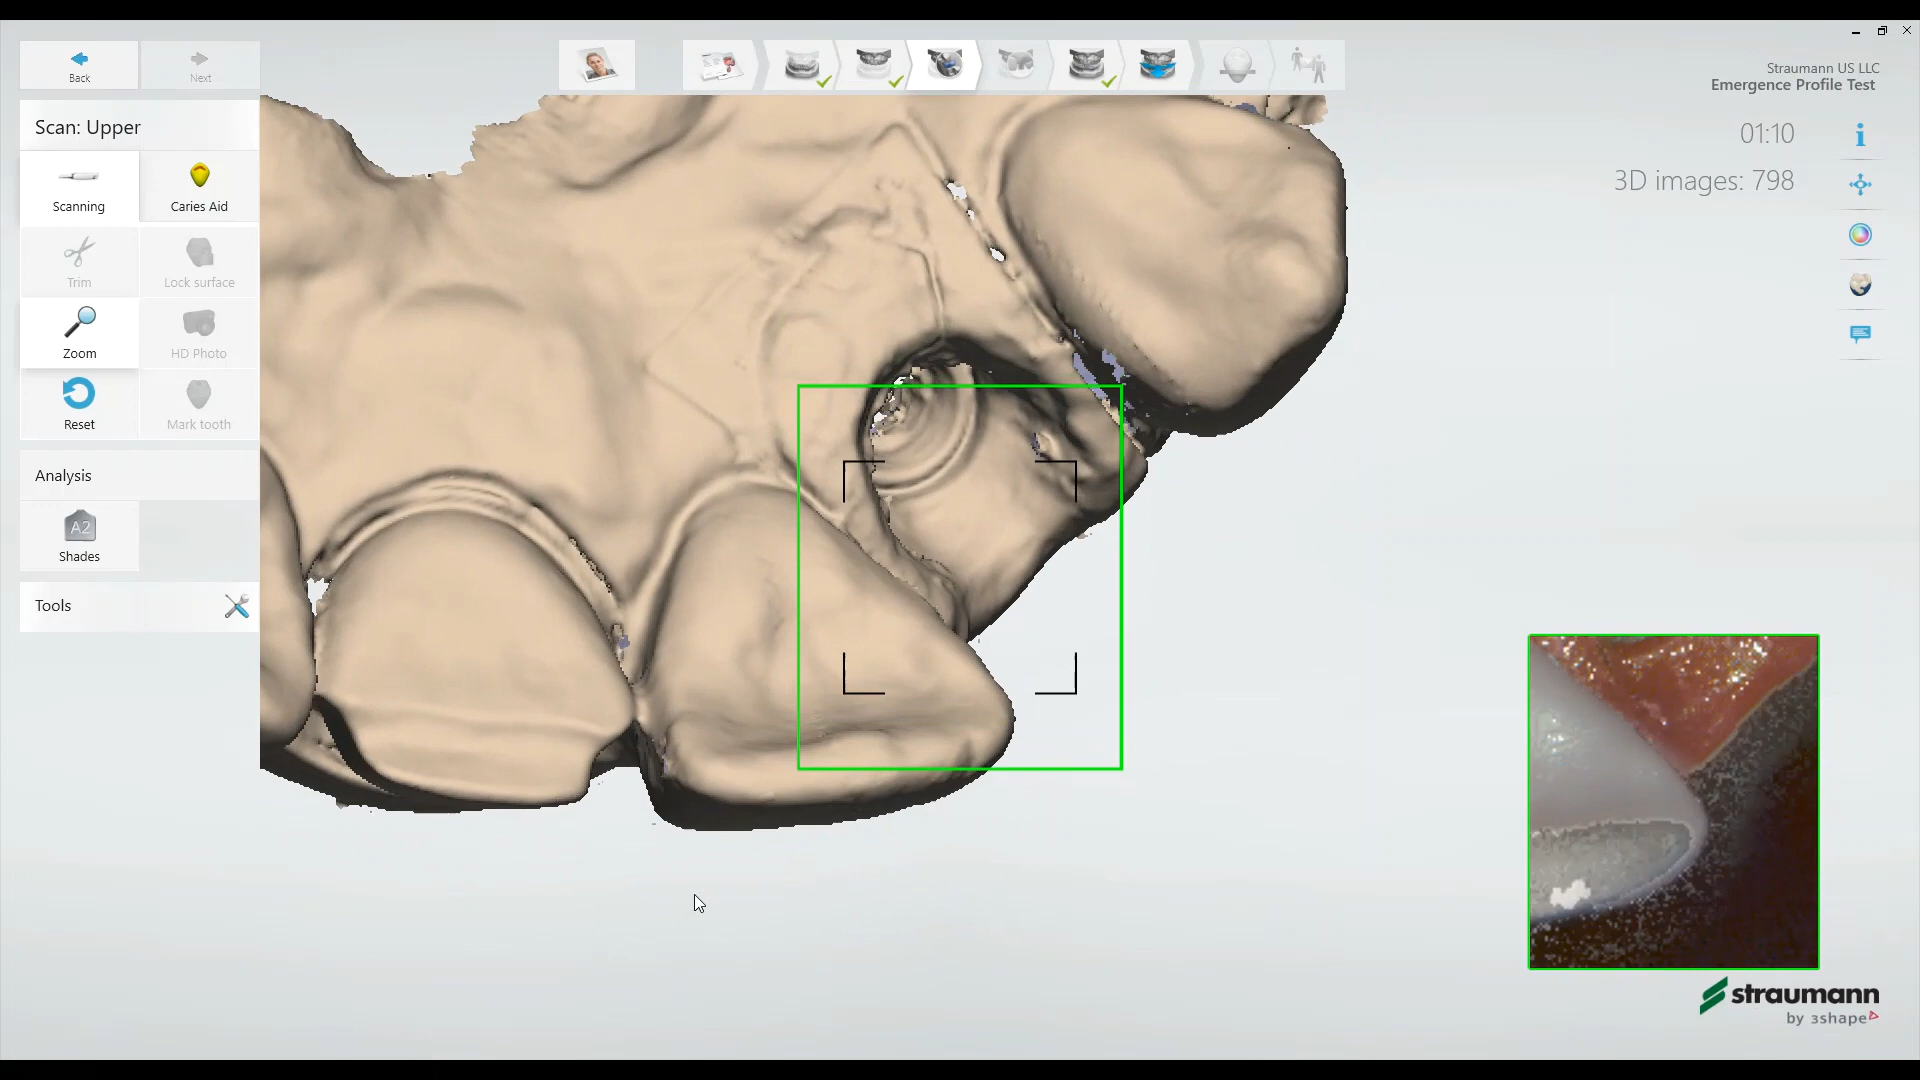 Back
Next
Straumann US LLC
Emergence Profile Test
Scan: Upper
01:10
3D images: 798
Scanning
Caries Aid
Trim
Lock surface
Zoom
HD Photo
Reset
Mark tooth
Analysis
A2
Shades
Tools
straumann
by 3shape